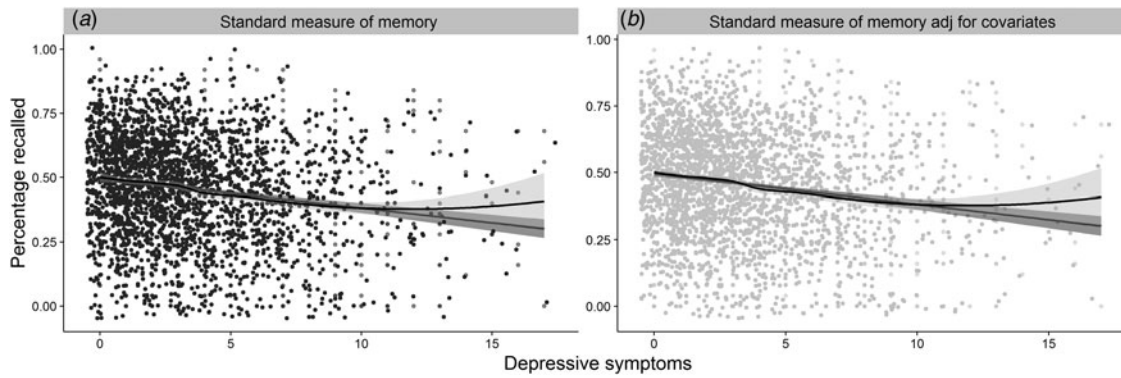 (a) Standard measure of memory
(b) Standard measure of memory adj for covariates
Percentage recalled
1.00
0.75
0.50
0.25
0.00
0 5 10 15
1.00
0.75
0.50
0.25
0.00
0 5 10 15
Depressive symptoms